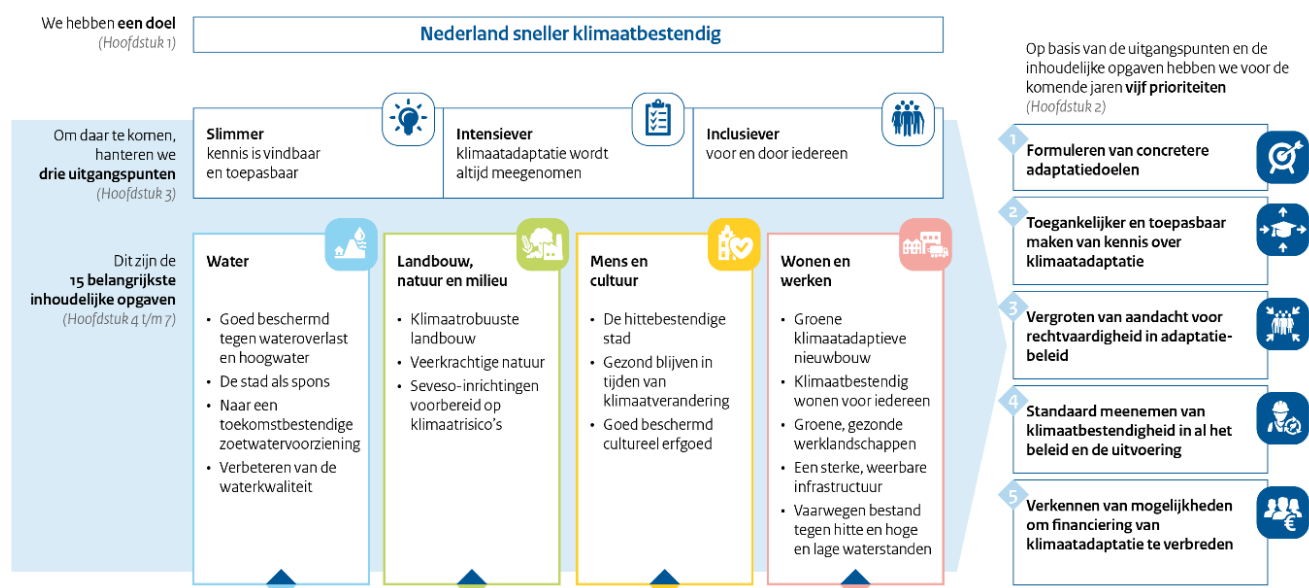 We hebben een doel
(Hoofdstuk 1)
Nederland sneller klimaatbestendig
Om daar te komen,
hanteren we
drie uitgangspunten
(Hoofdstuk 3)
Slimmer
kennis is vindbaar
en toepasbaar
Intensiever
klimaatadaptatie wordt
altijd meegenomen
Inclusiever
voor en door iedereen
Dit zijn de
15 belangrijkste
inhoudelijke opgaven
(Hoofdstuk 4 t/m 7)
Water
• Goed beschermd
tegen wateroverlast
en hoogwater
• De stad als spons
• Naar een
toekomstbestendige
zoetwatervoorziening
• Verbeteren van de
waterkwaliteit
Landbouw,
natuur en milieu
• Klimaatrobuuste
landbouw
• Veerkrachtige natuur
• Seveso-inrichtingen
voorbereid op
klimaatrisico's
Mens en
cultuur
• De hittebestendige
stad
• Gezond blijven in
tijden van
klimaatverandering
• Goed beschermd
cultureel erfgoed
Wonen en
werken
• Groene
klimaatadaptieve
nieuwbouw
• Klimaatbestendig
wonen voor iedereen
• Groene, gezonde
werklandschappen
• Een sterke, weerbare
infrastructuur
• Vaarwegen bestand
tegen hitte en hoge
en lage waterstanden
Op basis van de uitgangspunten en de
inhoudelijke opgaven hebben we voor de
komende jaren vijf prioriteiten
(Hoofdstuk 2)
1
Formuleren van concretere
adaptatiedoelen
2
Toegankelijker en toepasbaar
maken van kennis over
klimaatadaptatie
3
Vergroten van aandacht voor
rechtvaardigheid in adaptatie-
beleid
4
Standaard meenemen van
klimaatbestendigheid in al het
beleid en de uitvoering
5
Verkennen van mogelijkheden
om financiering van
klimaatadaptatie te verbreden
€